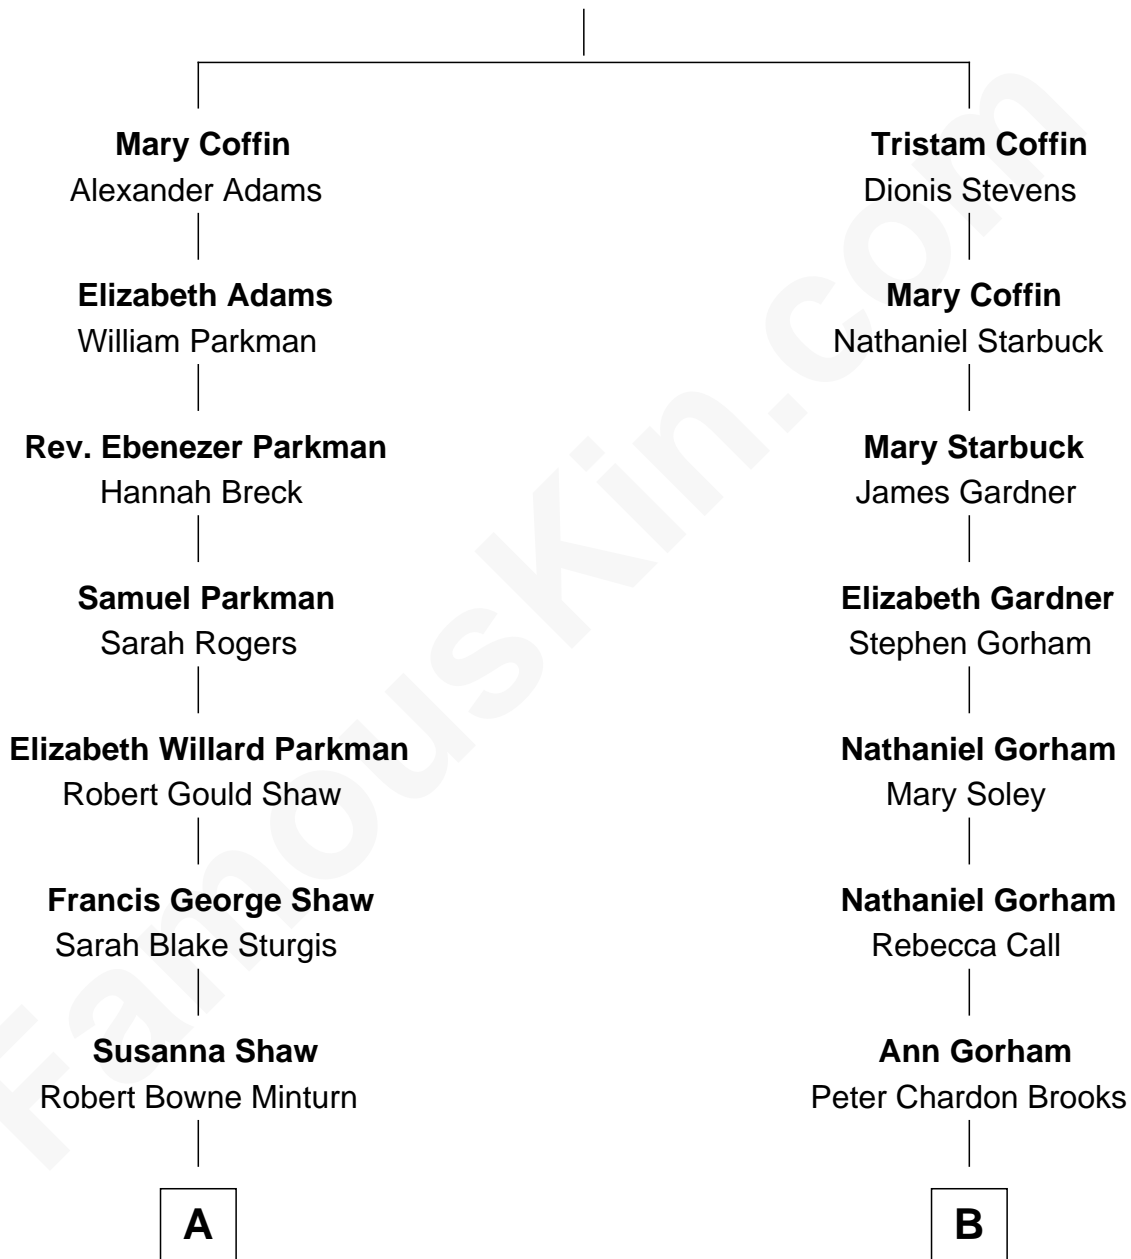 Mary Coffin
Alexander Adams
Elizabeth Adams
William Parkman
Rev. Ebenezer Parkman
Hannah Breck
Samuel Parkman
Sarah Rogers
Elizabeth Willard Parkman
Robert Gould Shaw
Francis George Shaw
Sarah Blake Sturgis
Susanna Shaw
Robert Bowne Minturn
A
Tristam Coffin
Dionis Stevens
Mary Coffin
Nathaniel Starbuck
Mary Starbuck
James Gardner
Elizabeth Gardner
Stephen Gorham
Nathaniel Gorham
Mary Soley
Nathaniel Gorham
Rebecca Call
Ann Gorham
Peter Chardon Brooks
B
FamousKin.com